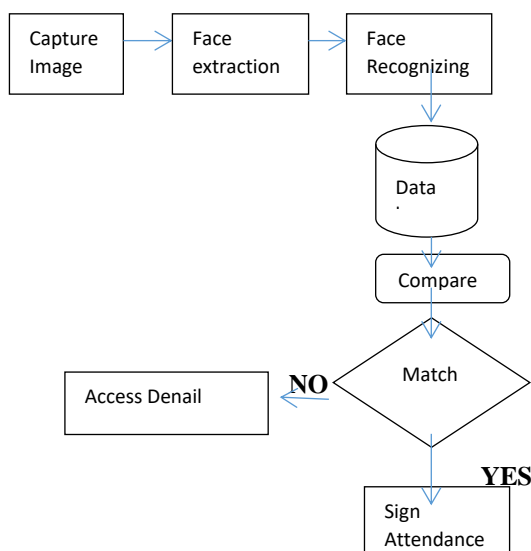 Capture
Image
Face
extraction
Face
Recognizing
Data
Compare
Match
NO
Access Denail
YES
Sign
Attendance